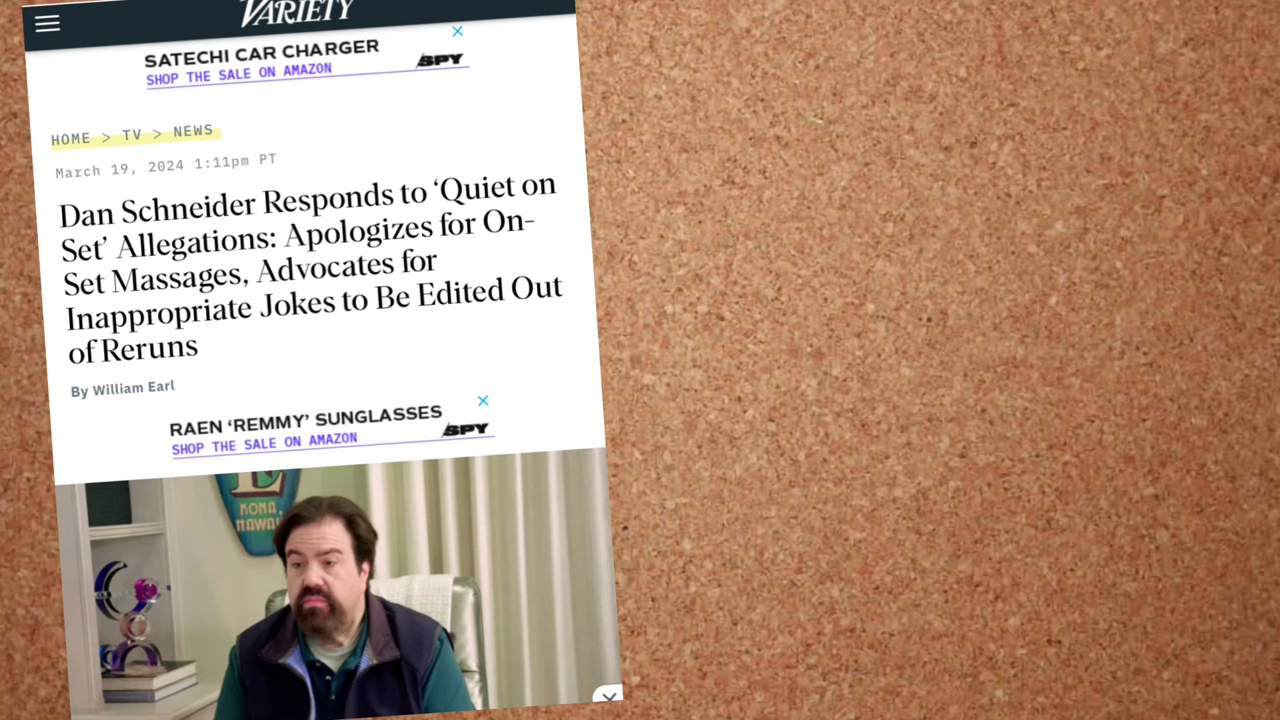 VARIETY
SATECHI CAR CHARGER
SHOP THE SALE ON AMAZON
SPY
HOME > TV > NEWS
March 19, 2024 1:11pm PT
Dan Schneider Responds to ‘Quiet on
Set’ Allegations: Apologizes for On-
Set Massages, Advocates for
Inappropriate Jokes to Be Edited Out
of Reruns
By William Earl
RAEN ‘REMMY’ SUNGLASSES
SHOP THE SALE ON AMAZON
SPY
KONA,
HAWAII